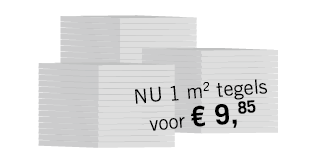 NU 1 m² tegels
voor € 9,85